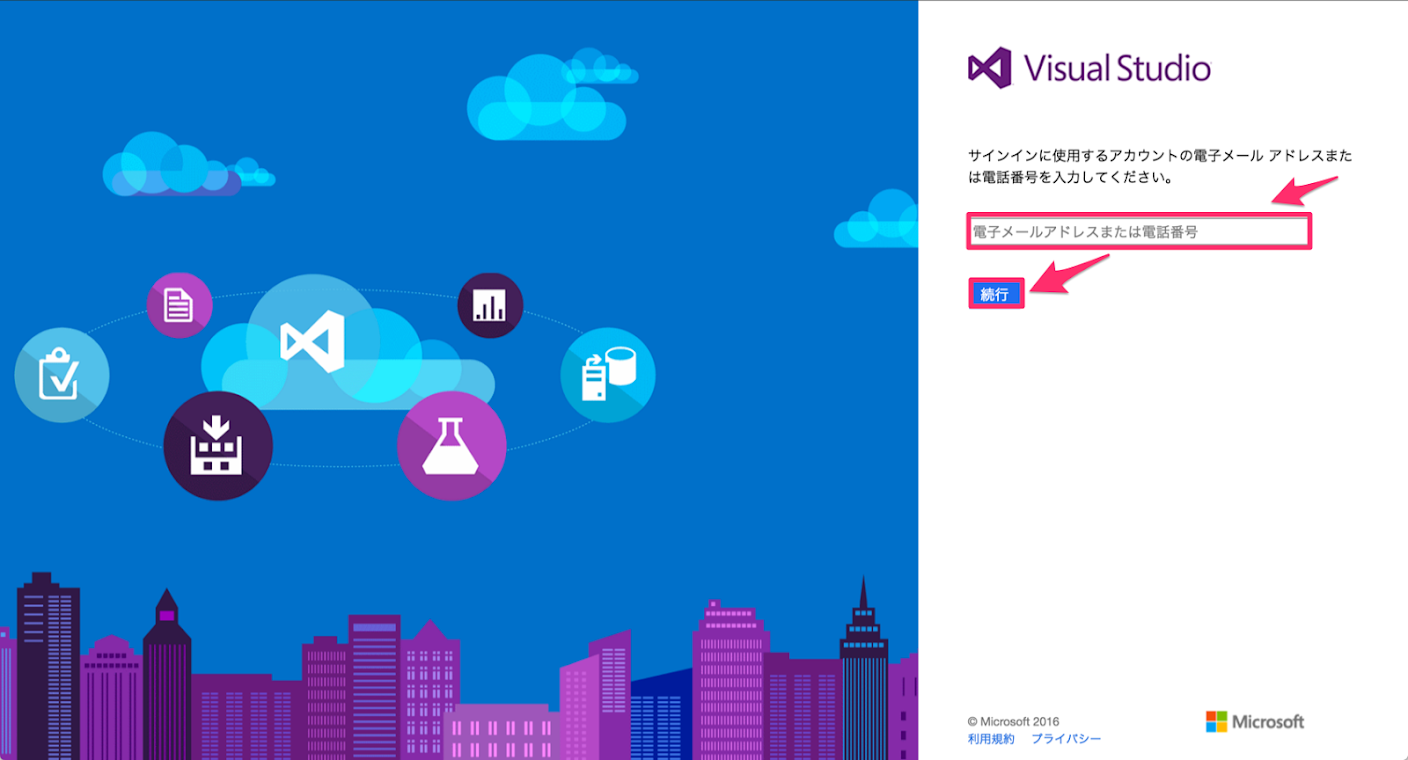 Visual Studio
サインインに使用するアカウントの電子メール アドレスまた
は電話番号を入力してください。
電子メールアドレスまたは電話番号
続行
© Microsoft 2016
利用規約 プライバシー
Microsoft